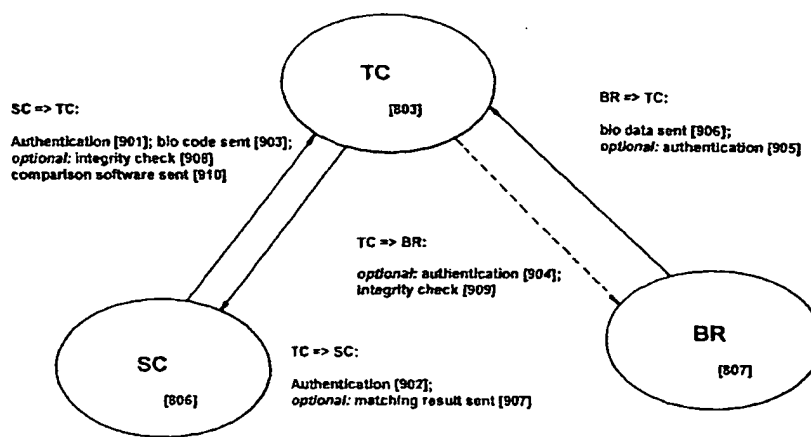 TC
[803]
SC => TC:
Authentication [901]; bio code sent [903];
optional: integrity check [908]
comparison software sent [910]
BR => TC:
bio data sent [906];
optional: authentication [905]
TC => BR:
optional: authentication [904];
integrity check [909]
SC
[806]
TC => SC:
Authentication [902];
optional: matching result sent [907]
BR
[807]